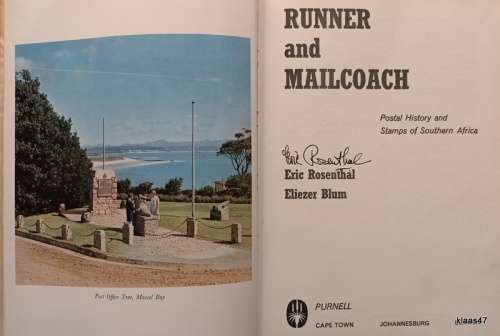 Post Office Tree, Mossel Bay
RUNNER
and
MAILCOACH
Postal History and
Stamps of Southern Africa
Eric Rosenthal
Eric Rosenthal
Eliezer Blum
PURNELL
CAPE TOWN JOHANNESBURG
klaas47